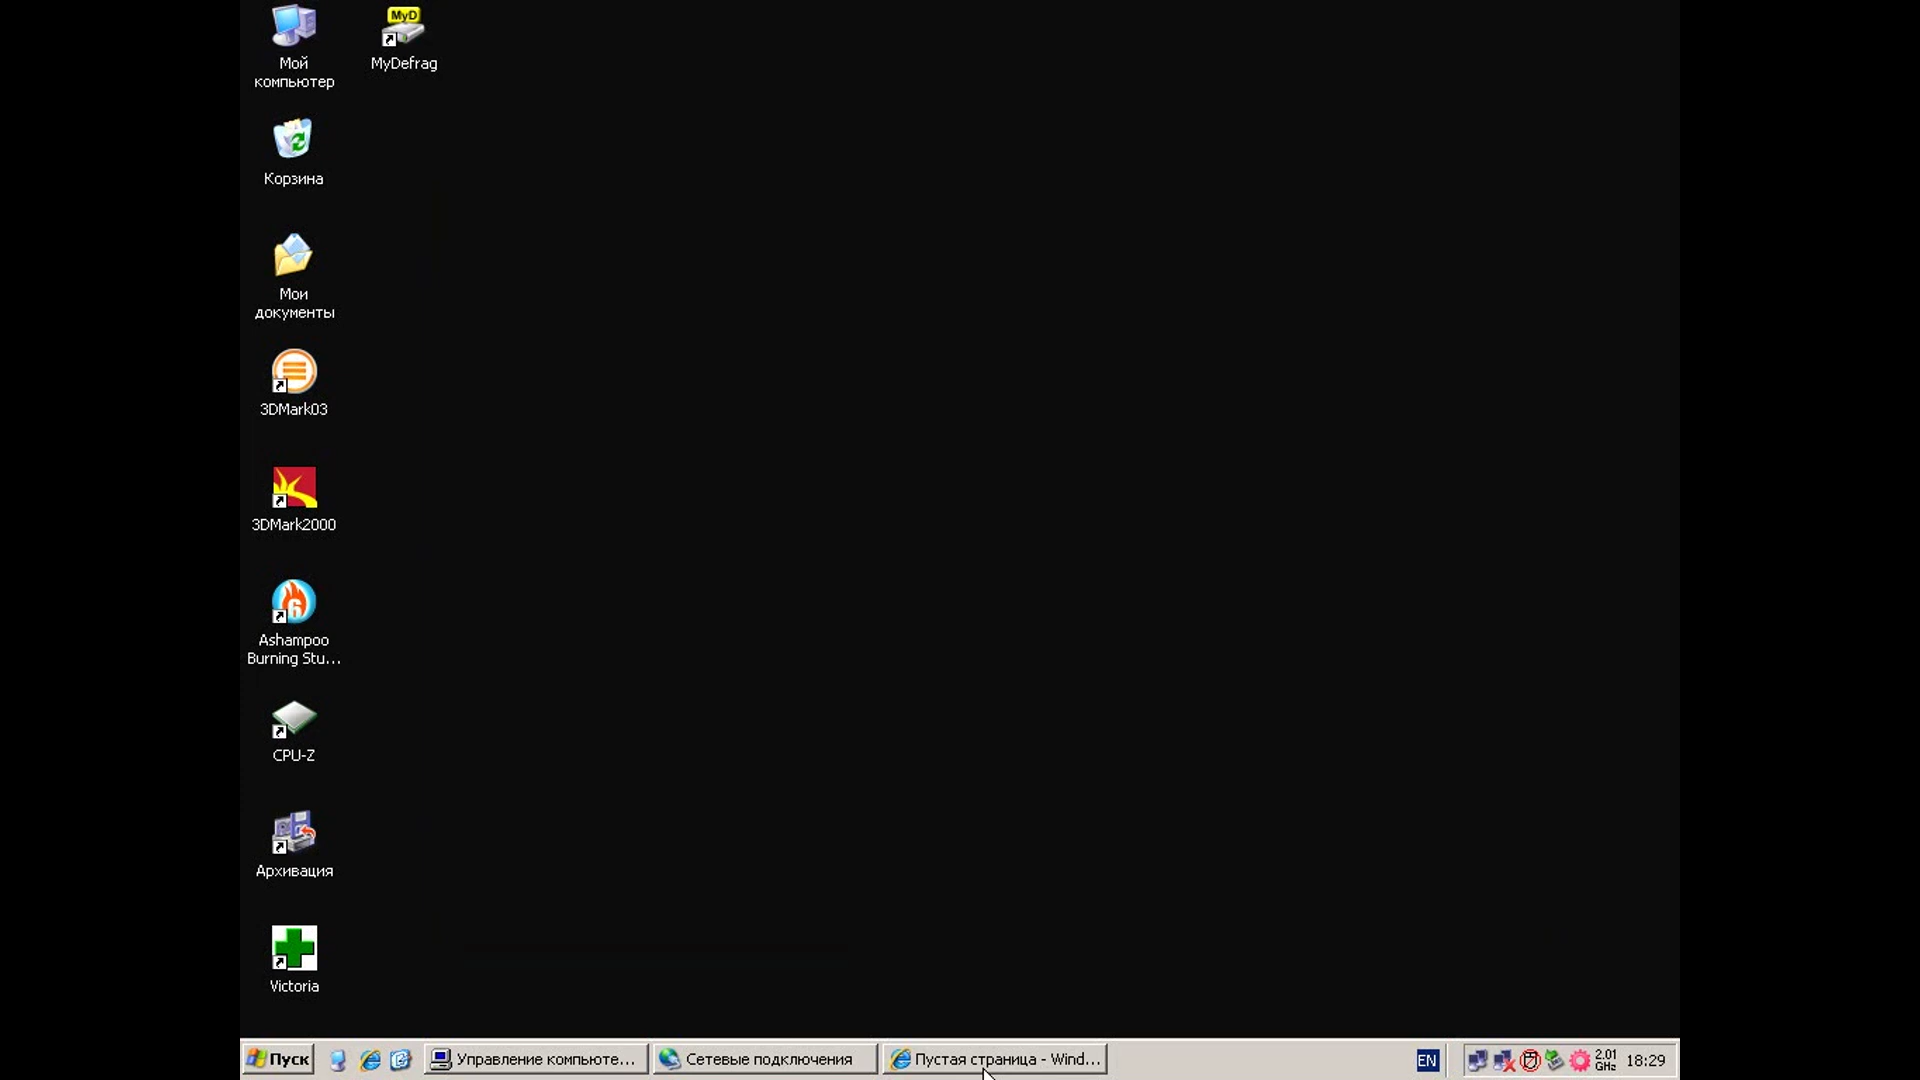 Мой
компьютер
MyD
MyDefrag
Корзина
Мои
документы
3DMark03
3DMark2000
6
Ashampoo
Burning Stu...
CPU-Z
Архивация
Victoria
Пуск
Управление компьюте...
Сетевые подключения
Пустая страница - Wind...
EN
2.01
GHz
18:29